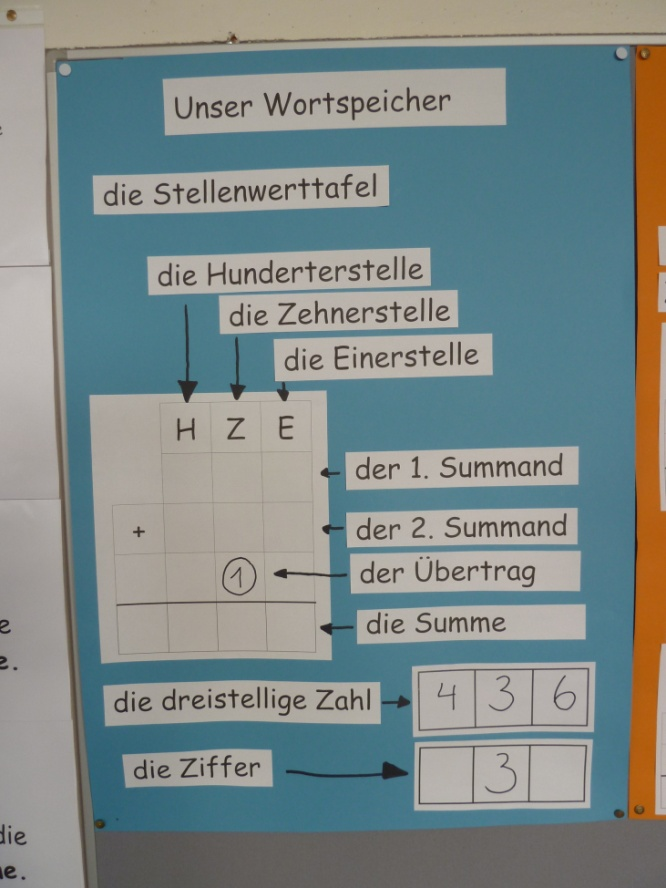 Unser Wortspeicher
die Stellenwerttafel
die Hunderterstelle
die Zehnerstelle
die Einerstelle
H Z E
der 1. Summand
+ der 2. Summand
1 der Übertrag
die Summe
die dreistellige Zahl 4 3 6
die Ziffer 3
e
e.
die
e.